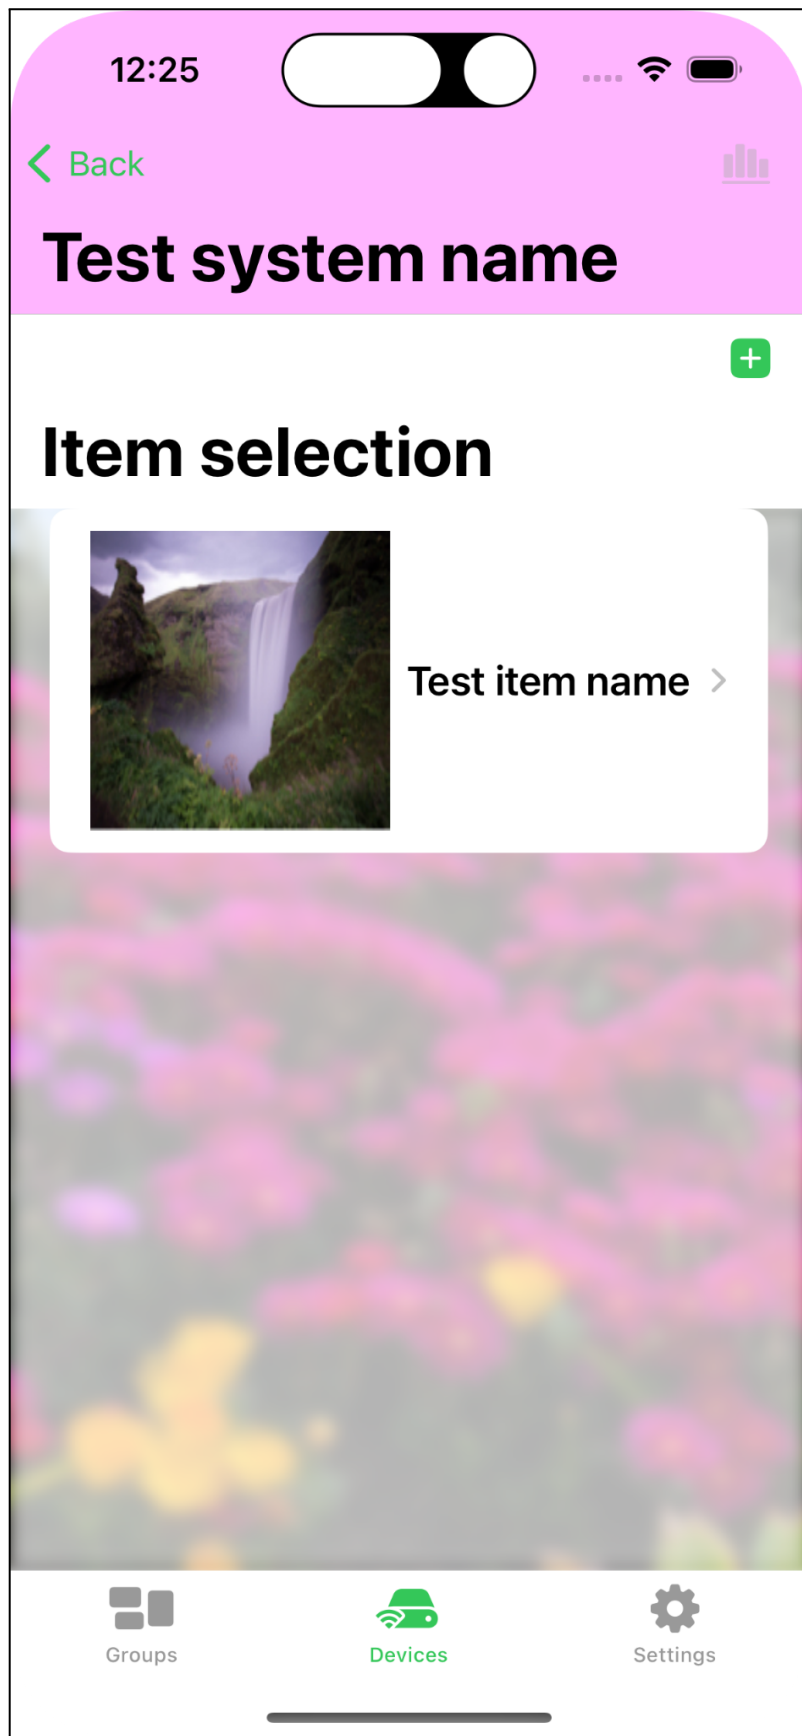 12:25
Back
Test system name
Item selection
Test item name
Groups
Devices
Settings